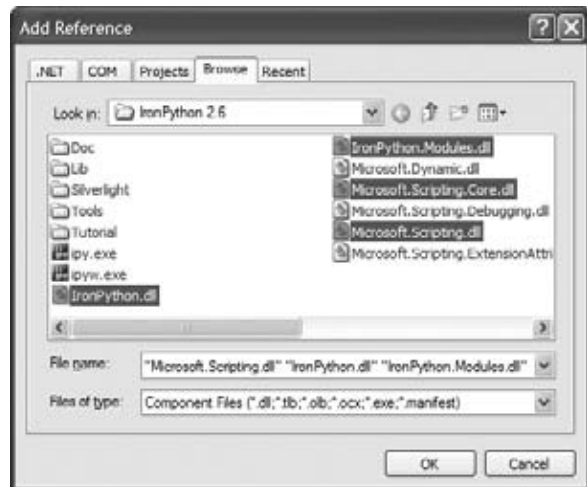 Add Reference
.NET COM Projects Browse Recent
Look in: IronPython 2.6
Doc
Lib
Silverlight
Tools
Tutorial
ipy.exe
ipyw.exe
IronPython.dll
IronPython.Modules.dll
Microsoft.Dynamic.dll
Microsoft.Scripting.Core.dll
Microsoft.Scripting.Debugging.dll
Microsoft.Scripting.dll
Microsoft.Scripting.ExtensionAttri
File name: "Microsoft.Scripting.dll" "IronPython.dll" "IronPython.Modules.dll"
Files of type: Component Files (*.dll;*.tlb;*.olb;*.ocx;*.exe;*.manifest)
OK Cancel